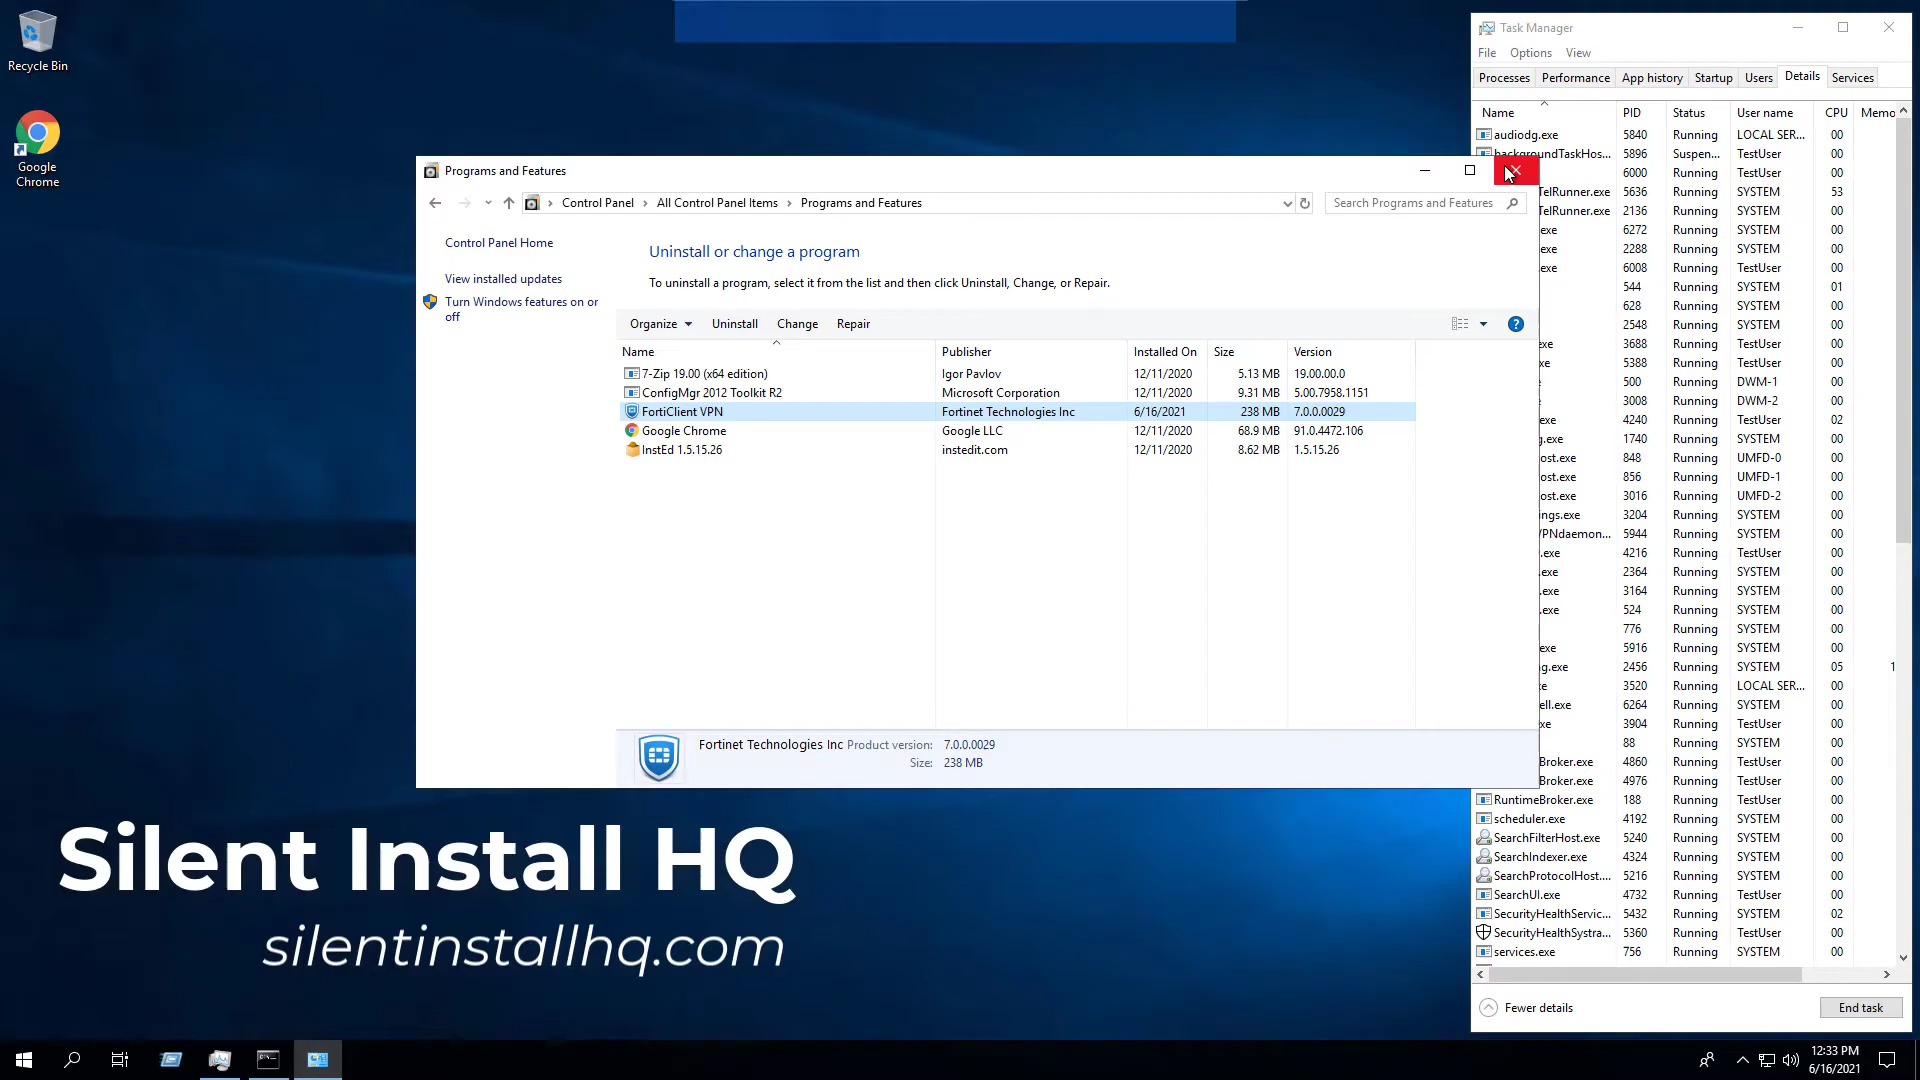 Recycle Bin
Google
Chrome
Programs and Features
Control Panel
All Control Panel Items
Programs and Features
Search Programs and Features
Control Panel Home
View installed updates
Turn Windows features on or
off
Uninstall or change a program
To uninstall a program, select it from the list and then click Uninstall, Change, or Repair.
Organize Uninstall Change Repair
Name Publisher Installed On Size Version
7-Zip 19.00 (x64 edition) Igor Pavlov 12/11/2020 5.13 MB 19.00.00.0
ConfigMgr 2012 Toolkit R2 Microsoft Corporation 12/11/2020 9.31 MB 5.00.7958.1151
FortiClient VPN Fortinet Technologies Inc 6/16/2021 238 MB 7.0.0.0029
Google Chrome Google LLC 12/11/2020 68.9 MB 91.0.4472.106
InstEd 1.5.15.26 instedit.com 12/11/2020 8.62 MB 1.5.15.26
Fortinet Technologies Inc Product version: 7.0.0.0029
Size: 238 MB
Task Manager
File Options View
Processes Performance App history Startup Users Details Services
Name PID Status User name CPU Memo
audiodg.exe 5840 Running LOCAL SER... 00
backgroundTaskHos... 5896 Suspen... TestUser 00
6000 Running TestUser 00
TelRunner.exe 5636 Running SYSTEM 53
TelRunner.exe 2136 Running SYSTEM 00
exe 6272 Running SYSTEM 00
exe 2288 Running SYSTEM 00
exe 6008 Running TestUser 00
544 Running SYSTEM 01
628 Running SYSTEM 00
2548 Running SYSTEM 00
xe 3688 Running TestUser 00
xe 5388 Running TestUser 00
500 Running DWM-1 00
3008 Running DWM-2 00
xe 4240 Running TestUser 02
g.exe 1740 Running SYSTEM 00
ost.exe 848 Running UMFD-0 00
ost.exe 856 Running UMFD-1 00
ost.exe 3016 Running UMFD-2 00
ngs.exe 3204 Running SYSTEM 00
VPNdaemon... 5944 Running SYSTEM 00
).exe 4216 Running TestUser 00
.exe 2364 Running SYSTEM 00
.exe 3164 Running SYSTEM 00
.exe 524 Running SYSTEM 00
776 Running SYSTEM 00
exe 5916 Running SYSTEM 00
ng.exe 2456 Running SYSTEM 05 1
e 3520 Running LOCAL SER... 00
ell.exe 6264 Running SYSTEM 00
xe 3904 Running TestUser 00
88 Running SYSTEM 00
Broker.exe 4860 Running TestUser 00
Broker.exe 4976 Running TestUser 00
RuntimeBroker.exe 188 Running TestUser 00
scheduler.exe 4192 Running SYSTEM 00
SearchFilterHost.exe 5240 Running SYSTEM 00
SearchIndexer.exe 4324 Running SYSTEM 00
SearchProtocolHost.... 5216 Running SYSTEM 00
SearchUI.exe 4732 Running TestUser 00
SecurityHealthServic... 5432 Running SYSTEM 02
SecurityHealthSystra... 5360 Running TestUser 00
services.exe 756 Running SYSTEM 00
Fewer details
End task
Silent Install HQ
silentinstallhq.com
12:33 PM
6/16/2021